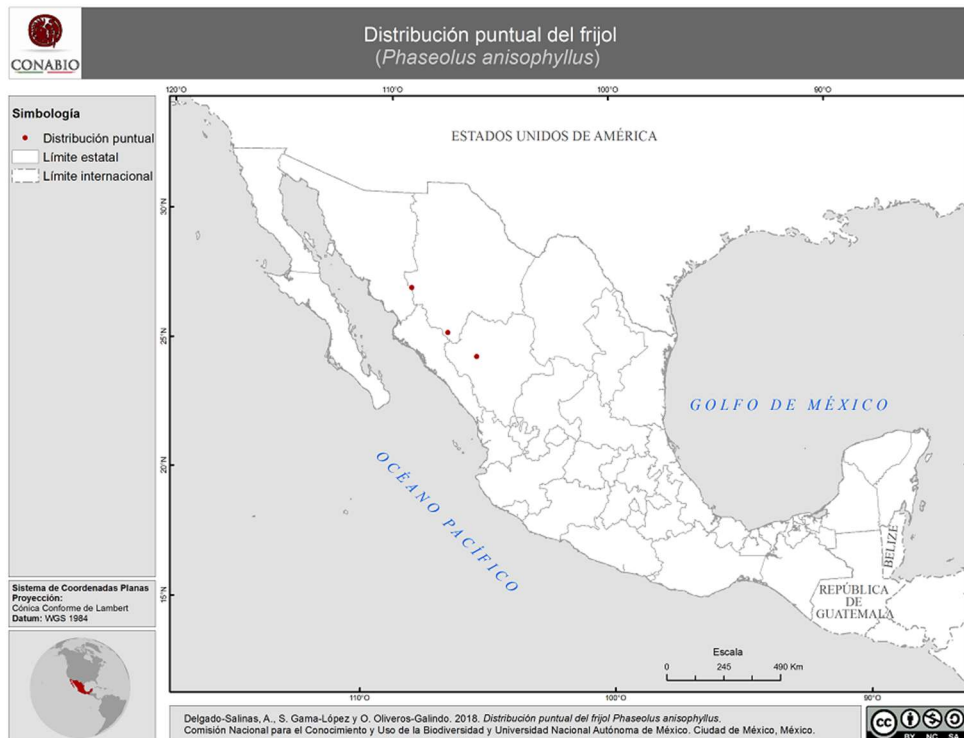 CONABIO
Distribución puntual del frijol
(Phaseolus anisophyllus)
Simbología
Distribución puntual
Límite estatal
Límite internacional
120°O
110°O
100°O
90°O
30°N
25°N
20°N
15°N
ESTADOS UNIDOS DE AMÉRICA
GOLFO DE MÉXICO
OCÉANO PACÍFICO
BELIZE
REPÚBLICA
DE
GUATEMALA
Escala
0 245 490 Km
110°O
100°O
90°O
Sistema de Coordenadas Planas
Proyección:
Cónica Conforme de Lambert
Datum: WGS 1984
Delgado-Salinas, A., S. Gama-López y O. Oliveros-Galindo. 2018. Distribución puntual del frijol Phaseolus anisophyllus.
Comisión Nacional para el Conocimiento y Uso de la Biodiversidad y Universidad Nacional Autónoma de México. Ciudad de México, México.
cc
BY NC SA